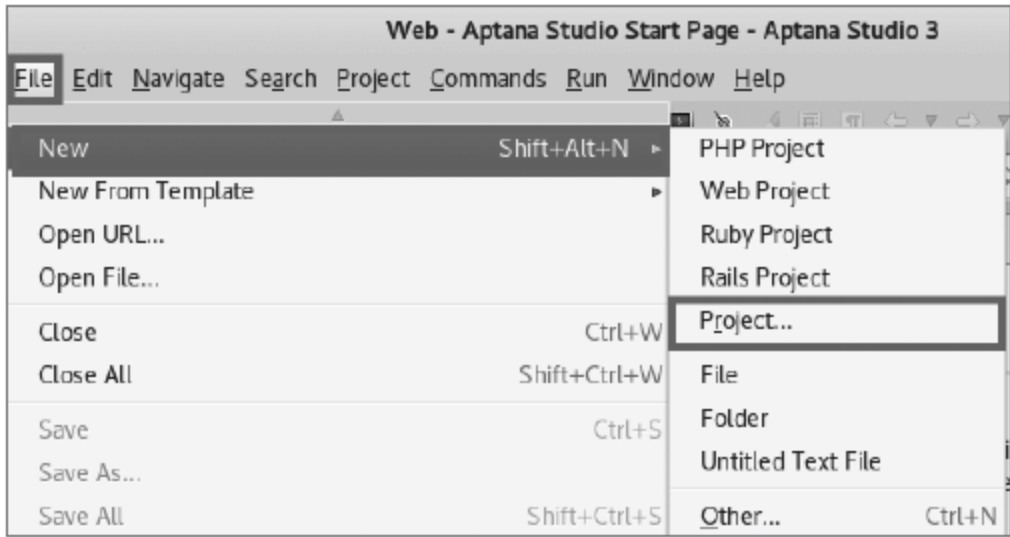 Web - Aptana Studio Start Page - Aptana Studio 3
File Edit Navigate Search Project Commands Run Window Help
New Shift+Alt+N
New From Template
Open URL...
Open File...
Close Ctrl+W
Close All Shift+Ctrl+W
Save Ctrl+S
Save As...
Save All Shift+Ctrl+S
PHP Project
Web Project
Ruby Project
Rails Project
Project...
File
Folder
Untitled Text File
Other... Ctrl+N